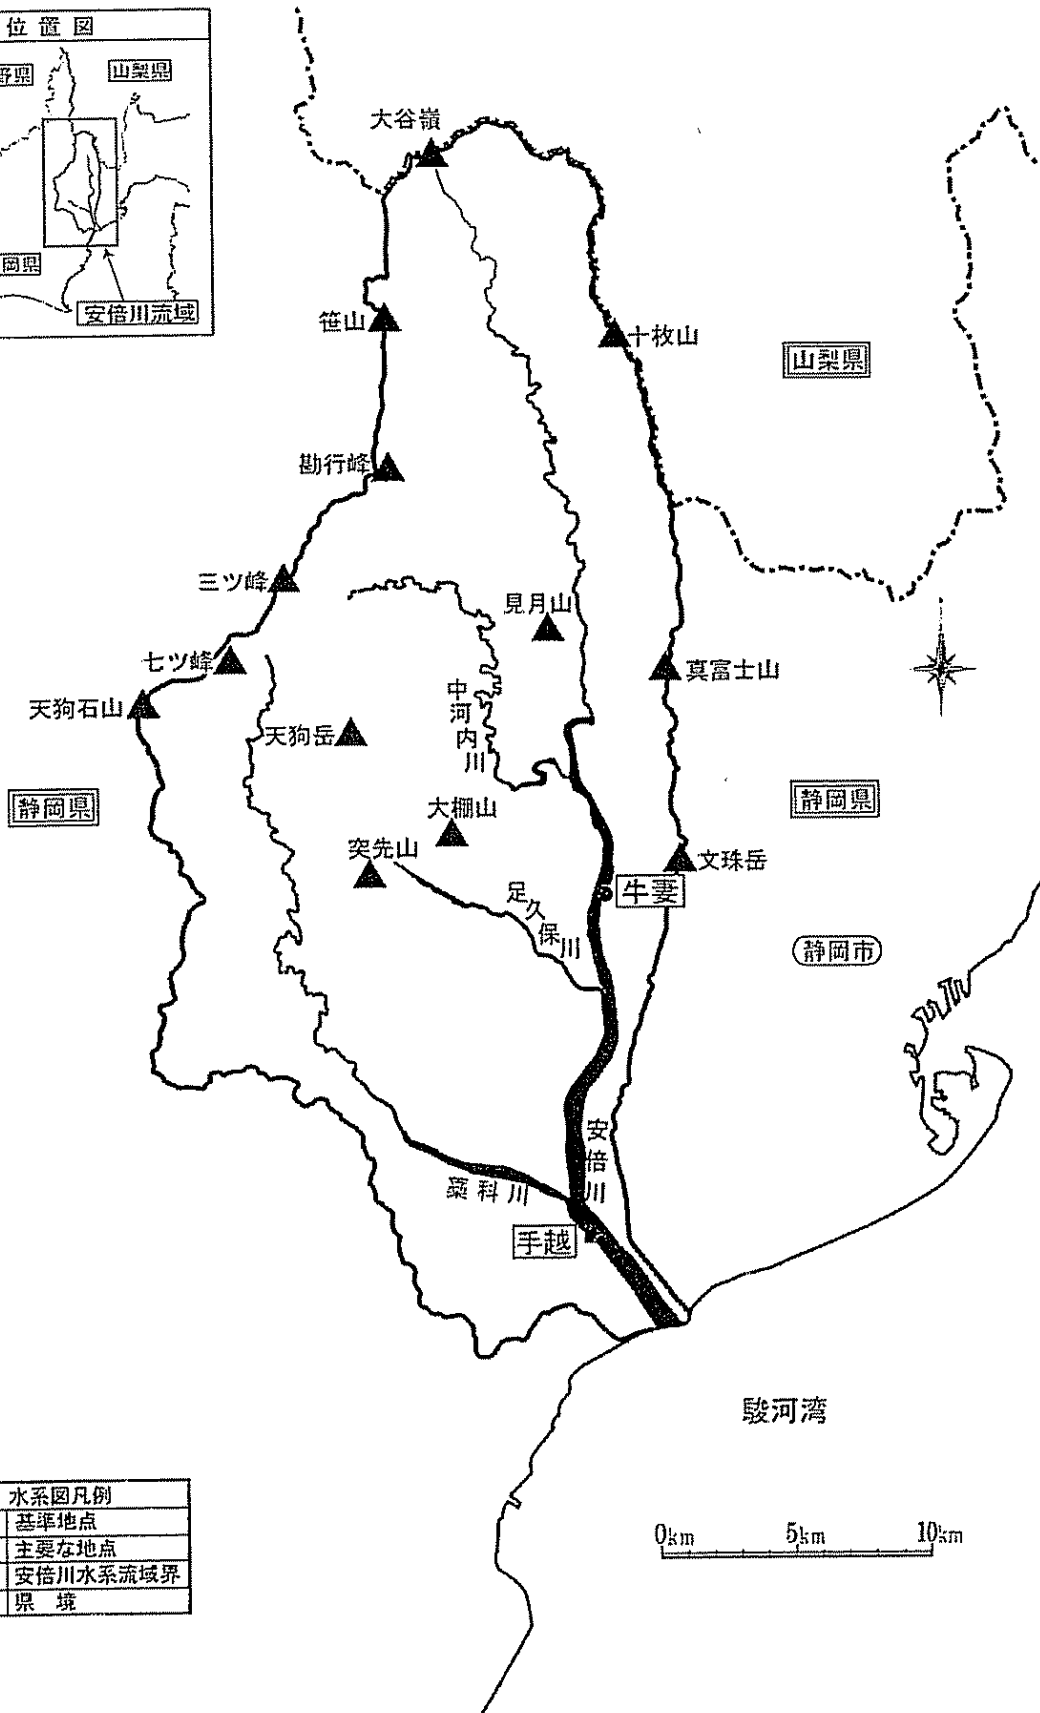 位置図
野県
山梨県
岡県
安倍川流域
大谷嶺
笹山
十枚山
山梨県
勘行峰
三ツ峰
見月山
七ツ峰
真富士山
天狗石山
中河内川
天狗岳
静岡県
静岡県
大棚山
突先山
文珠岳
牛妻
足久保川
静岡市
安倍川
藁科川
手越
駿河湾
水系図凡例
基準地点
主要な地点
安倍川水系流域界
県 境
0km 5km 10km